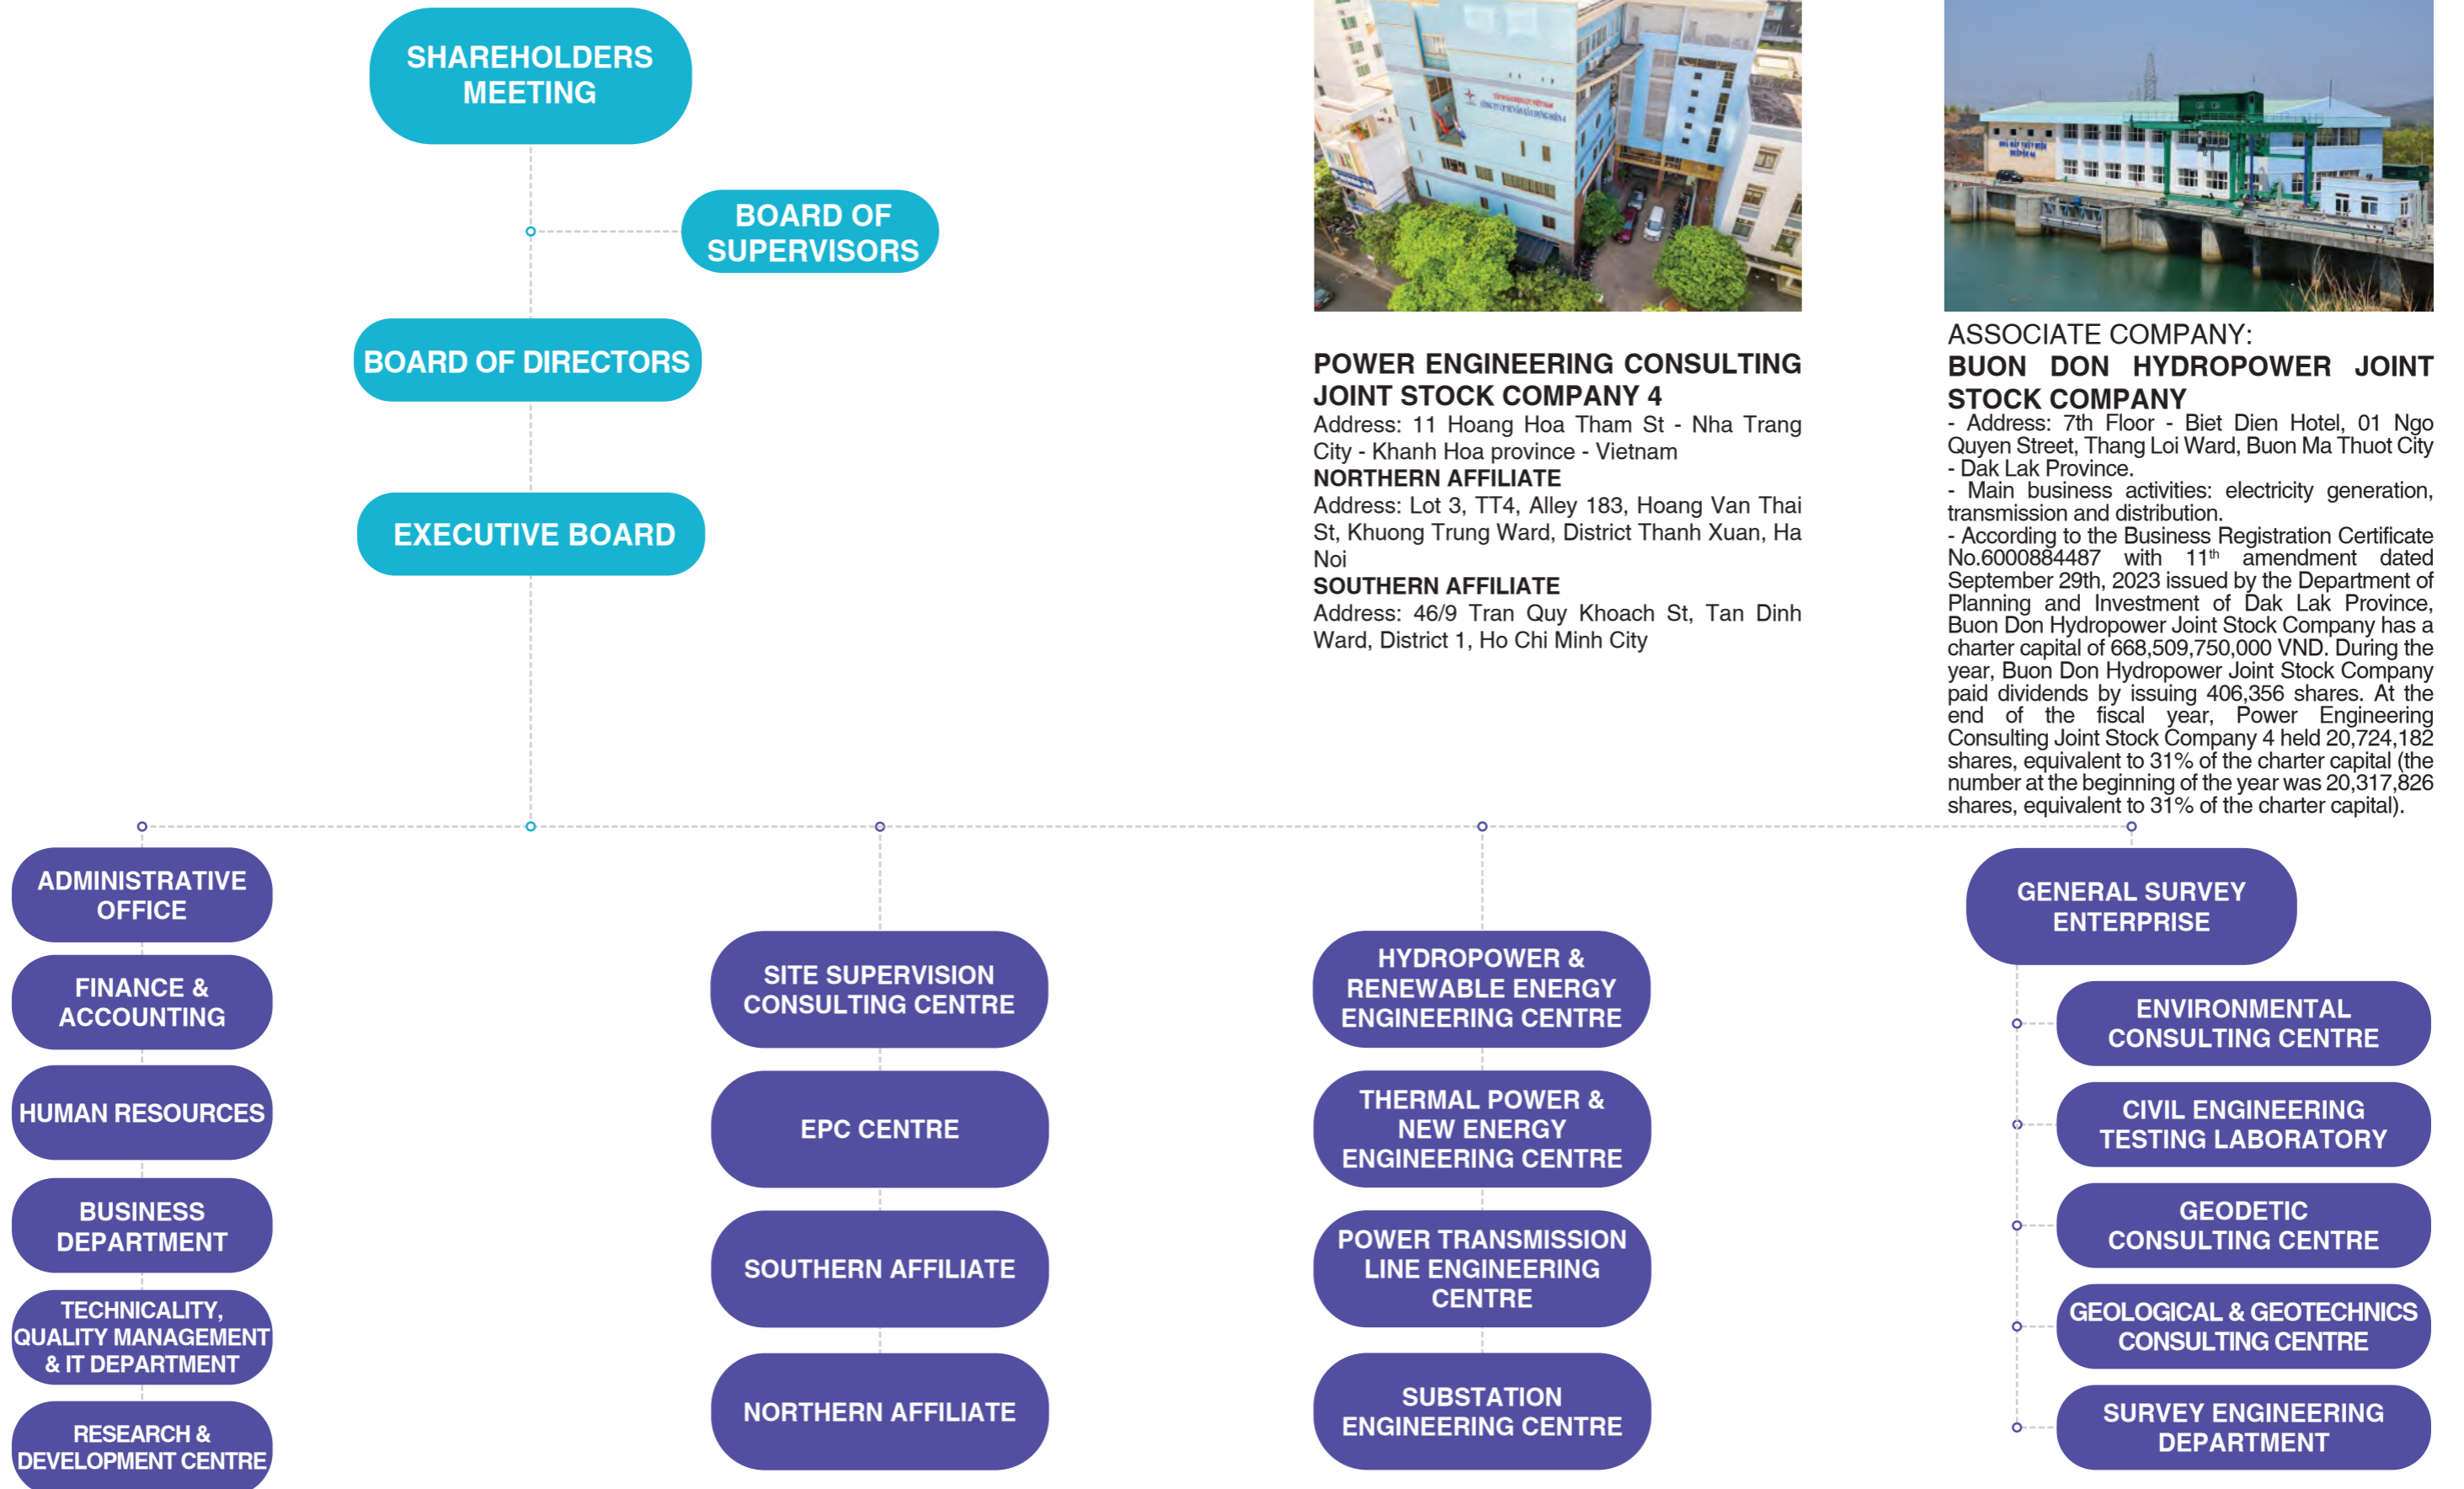 SHAREHOLDERS
MEETING
BOARD OF
SUPERVISORS
BOARD OF DIRECTORS
EXECUTIVE BOARD
POWER ENGINEERING CONSULTING
JOINT STOCK COMPANY 4
Address: 11 Hoang Hoa Tham St - Nha Trang
City - Khanh Hoa province - Vietnam
NORTHERN AFFILIATE
Address: Lot 3, TT4, Alley 183, Hoang Van Thai
St, Khuong Trung Ward, District Thanh Xuan, Ha
Noi
SOUTHERN AFFILIATE
Address: 46/9 Tran Quy Khoach St, Tan Dinh
Ward, District 1, Ho Chi Minh City
NHÀ MÁY THỦY ĐIỆN
ASSOCIATE COMPANY:
BUON DON HYDROPOWER JOINT
STOCK COMPANY
- Address: 7th Floor - Biet Dien Hotel, 01 Ngo
Quyen Street, Thang Loi Ward, Buon Ma Thuot City
- Dak Lak Province.
- Main business activities: electricity generation,
transmission and distribution.
- According to the Business Registration Certificate
No.6000884487 with 11th amendment dated
September 29th, 2023 issued by the Department of
Planning and Investment of Dak Lak Province,
Buon Don Hydropower Joint Stock Company has a
charter capital of 668,509,750,000 VND. During the
year, Buon Don Hydropower Joint Stock Company
paid dividends by issuing 406,356 shares. At the
end of the fiscal year, Power Engineering
Consulting Joint Stock Company 4 held 20,724,182
shares, equivalent to 31% of the charter capital (the
number at the beginning of the year was 20,317,826
shares, equivalent to 31% of the charter capital).
ADMINISTRATIVE
OFFICE
FINANCE &
ACCOUNTING
HUMAN RESOURCES
BUSINESS
DEPARTMENT
TECHNICALITY,
QUALITY MANAGEMENT
& IT DEPARTMENT
RESEARCH &
DEVELOPMENT CENTRE
SITE SUPERVISION
CONSULTING CENTRE
EPC CENTRE
SOUTHERN AFFILIATE
NORTHERN AFFILIATE
HYDROPOWER &
RENEWABLE ENERGY
ENGINEERING CENTRE
THERMAL POWER &
NEW ENERGY
ENGINEERING CENTRE
POWER TRANSMISSION
LINE ENGINEERING
CENTRE
SUBSTATION
ENGINEERING CENTRE
GENERAL SURVEY
ENTERPRISE
ENVIRONMENTAL
CONSULTING CENTRE
CIVIL ENGINEERING
TESTING LABORATORY
GEODETIC
CONSULTING CENTRE
GEOLOGICAL & GEOTECHNICS
CONSULTING CENTRE
SURVEY ENGINEERING
DEPARTMENT